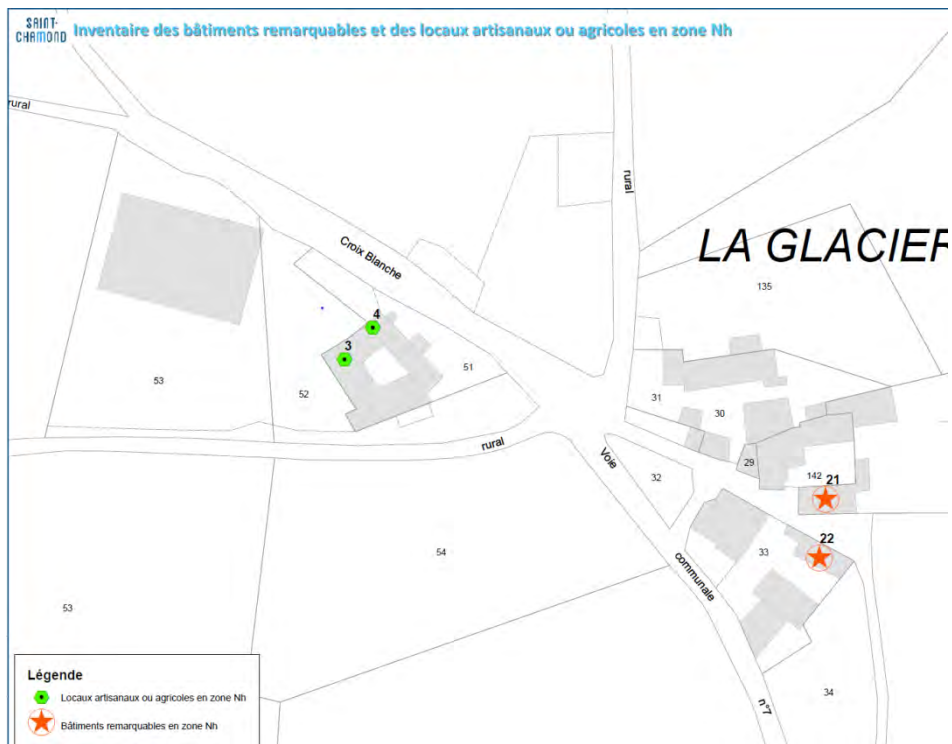 SAINT-
CHAMOND
Inventaire des bâtiments remarquables et des locaux artisanaux ou agricoles en zone Nh
rural
rural
Croix Blanche
LA GLACIER
135
4
3
53
52
51
31
30
rural
Voie
29
32
142
21
22
54
33
communale
53
34
n°7
Légende
Locaux artisanaux ou agricoles en zone Nh
Bâtiments remarquables en zone Nh